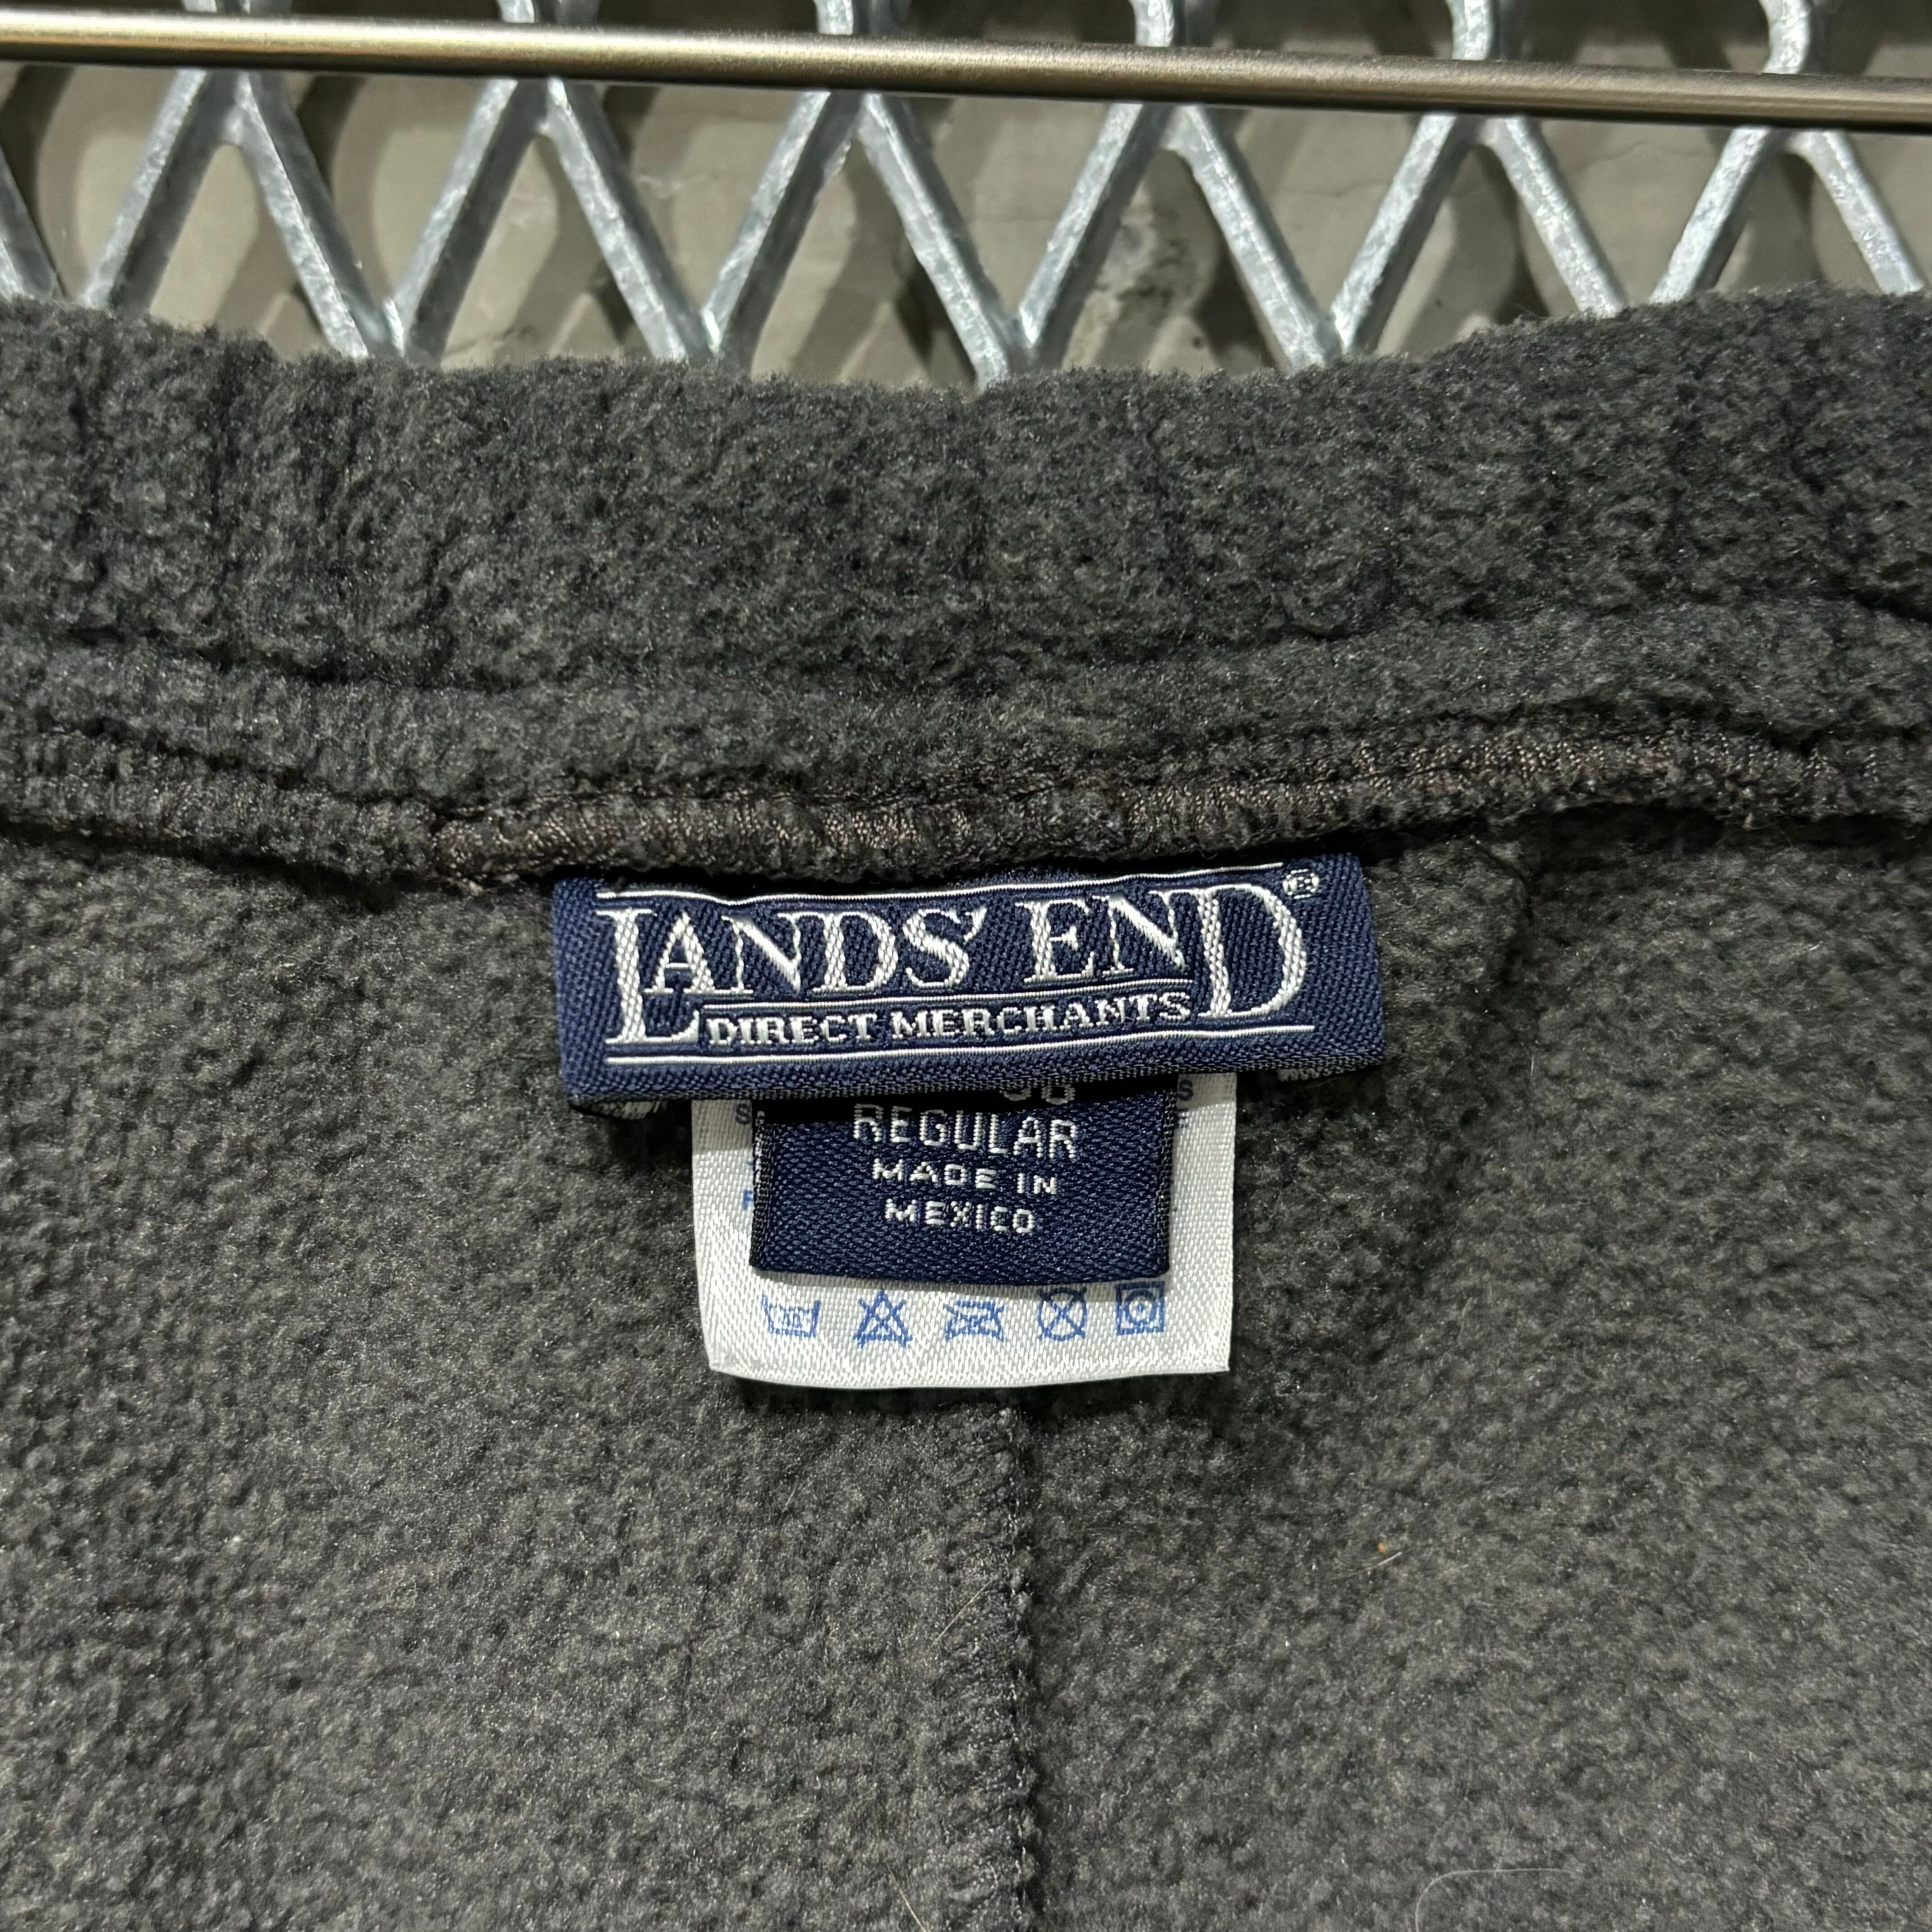 LANDS' END®
DIRECT MERCHANTS
REGULAR
MADE IN
MEXICO